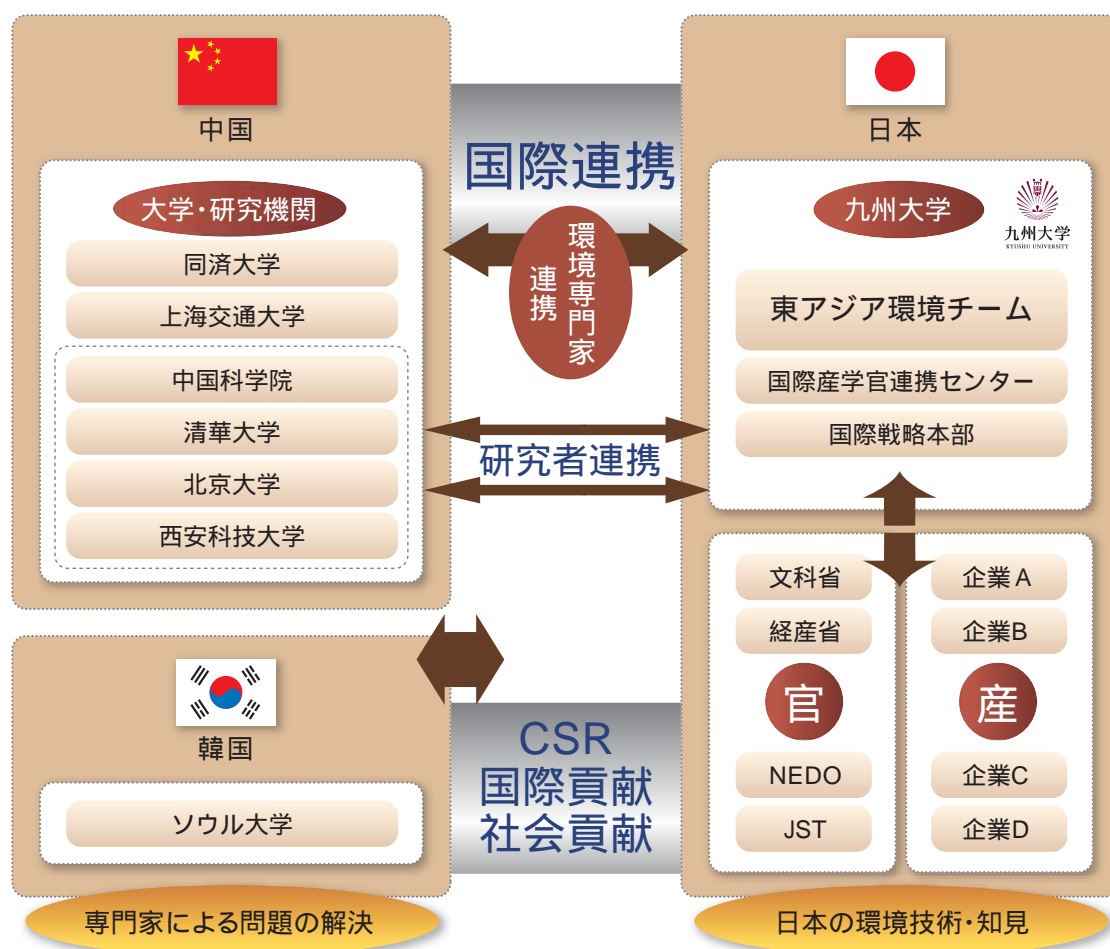 中国
大学・研究機関
同済大学
上海交通大学
中国科学院
清華大学
北京大学
西安科技大学
韓国
ソウル大学
専門家による問題の解決
国際連携
環境専門家
連携
研究者連携
CSR
国際貢献
社会貢献
日本
九州大学
九州大学
KYUSHU UNIVERSITY
東アジア環境チーム
国際産学官連携センター
国際戦略本部
文科省
経産省
官
NEDO
JST
企業A
企業B
産
企業C
企業D
日本の環境技術・知見